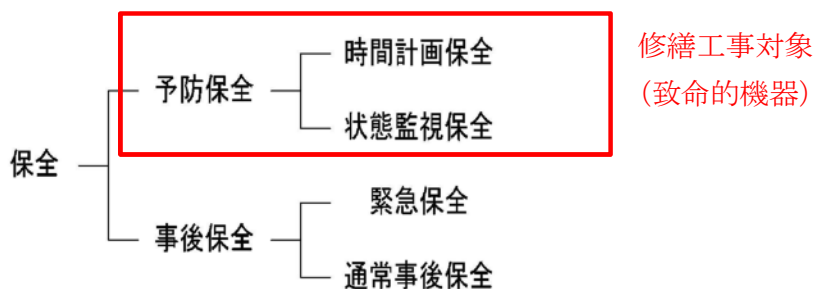 時間計画保全
修繕工事対象
予防保全
(致命的機器)
状態監視保全
保全
緊急保全
事後保全
通常事後保全